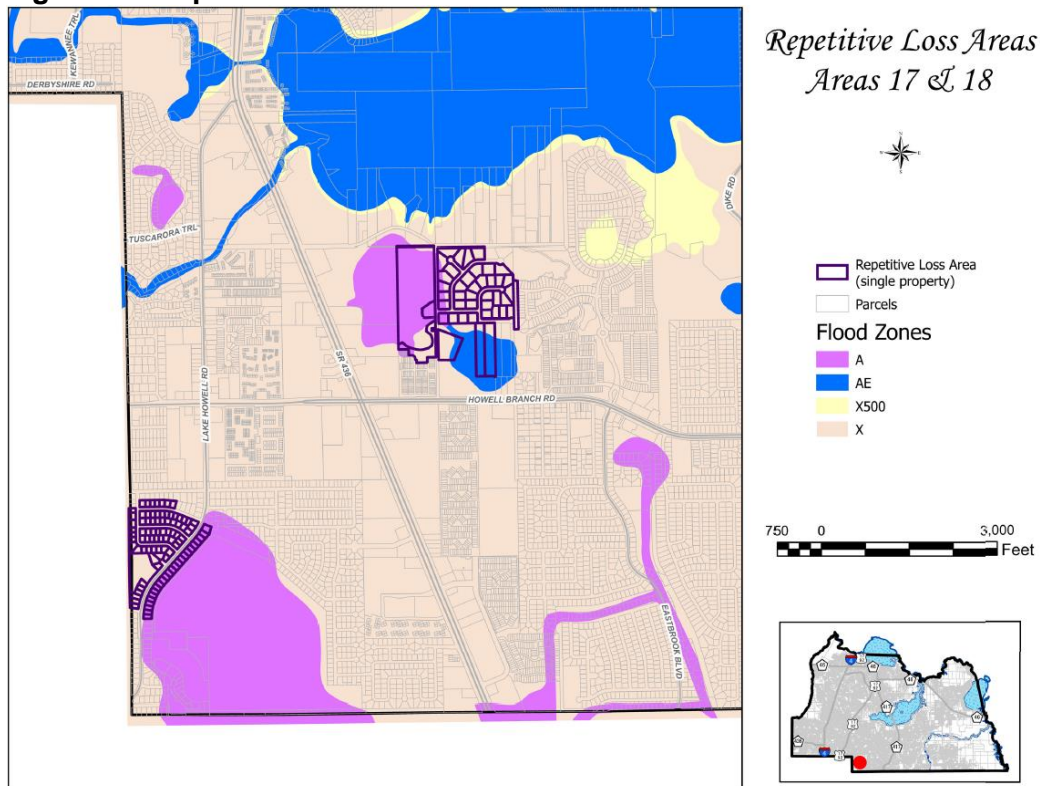 Repetitive Loss Areas
Areas 17 & 18
KEWANNEE TRL
DERBYSHIRE RD
TUSCARORA TRL
DIKE RD
SR 436
LAKE HOWELL RD
HOWELL BRANCH RD
EASTBROOK BLVD
Repetitive Loss Area
(single property)
Parcels
Flood Zones
A
AE
X500
X
750 0 3,000
Feet